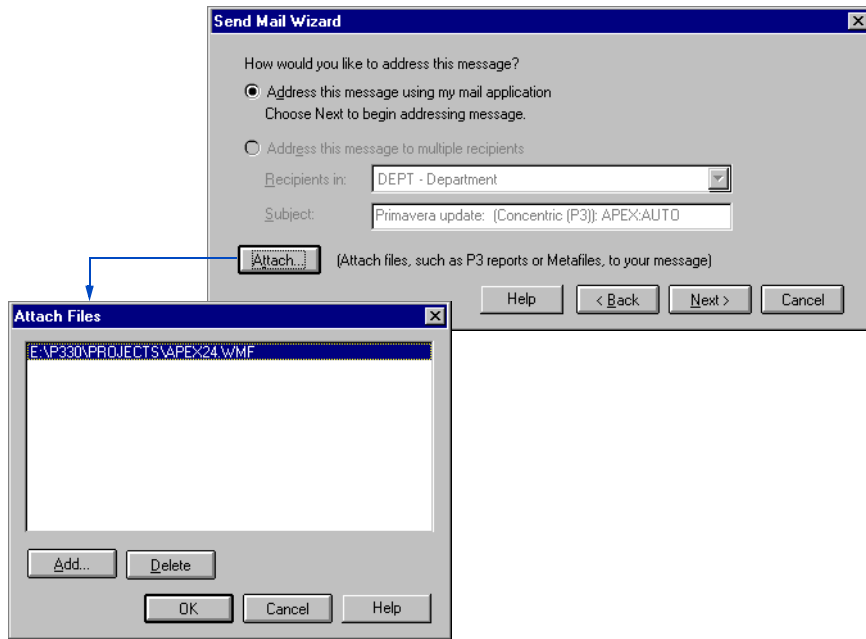 Send Mail Wizard
How would you like to address this message?
Address this message using my mail application
Choose Next to begin addressing message.
Address this message to multiple recipients
Recipients in: DEPT - Department
Subject: Primavera update: (Concentric (P3)): APEX:AUTO
Attach... (Attach files, such as P3 reports or Metafiles, to your message)
Help < Back Next > Cancel
Attach Files
E:\P330\PROJECTS\APEX24.WMF
Add... Delete
OK Cancel Help